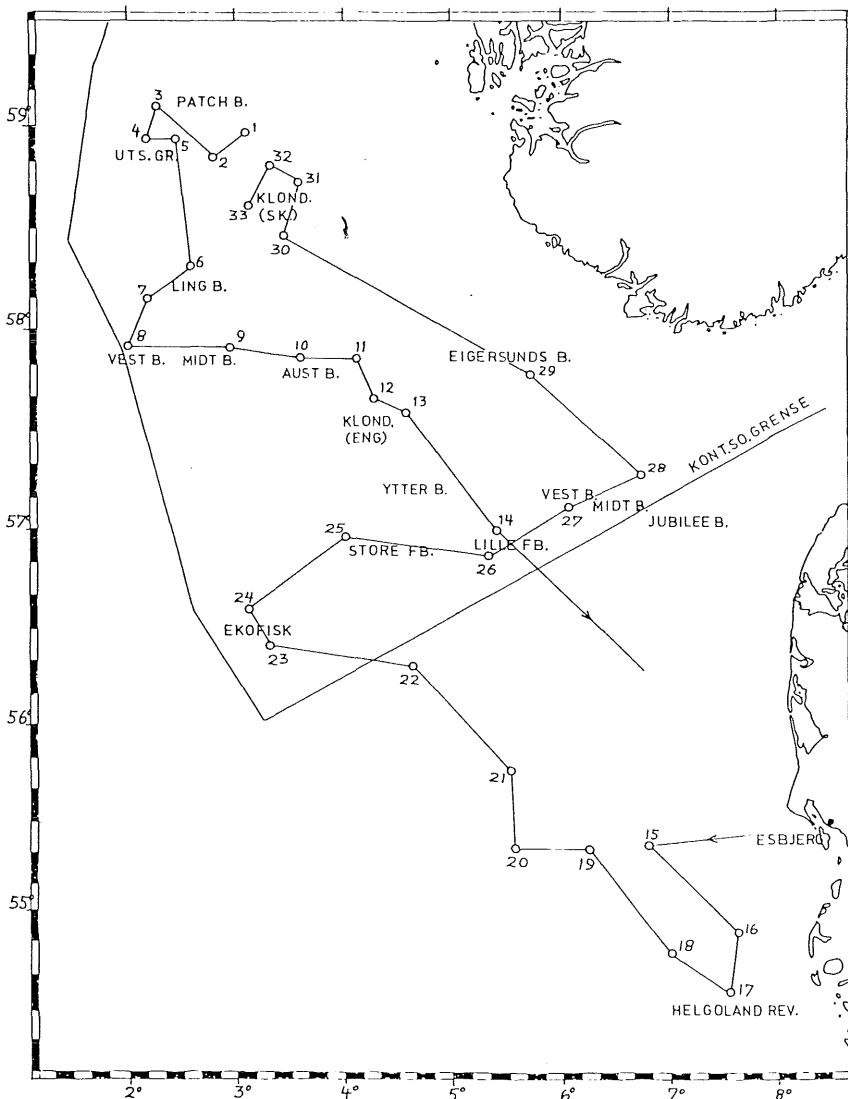 3
PATCH B.
59°
1
4
5
2
UTS.GR.
32
31
KLOND.
33
(SK.)
30
6
7
LING B.
58°
8
9
10
11
VEST B.
MIDT B.
AUST B.
EIGERSUNDS B.
29
12
13
KLOND,
(ENG)
KONT.SO.GRENSE
YTTER B.
28
VEST B.
MIDT B.
27
JUBILEE B.
14
57°
25
STORE FB.
LILLE FB.
26
24
EKOFISK
23
22
56°
21
15
ESBJERG
20
19
55°
16
18
17
HELGOLAND REV.
2°
3°
4°
5°
6°
7°
8°